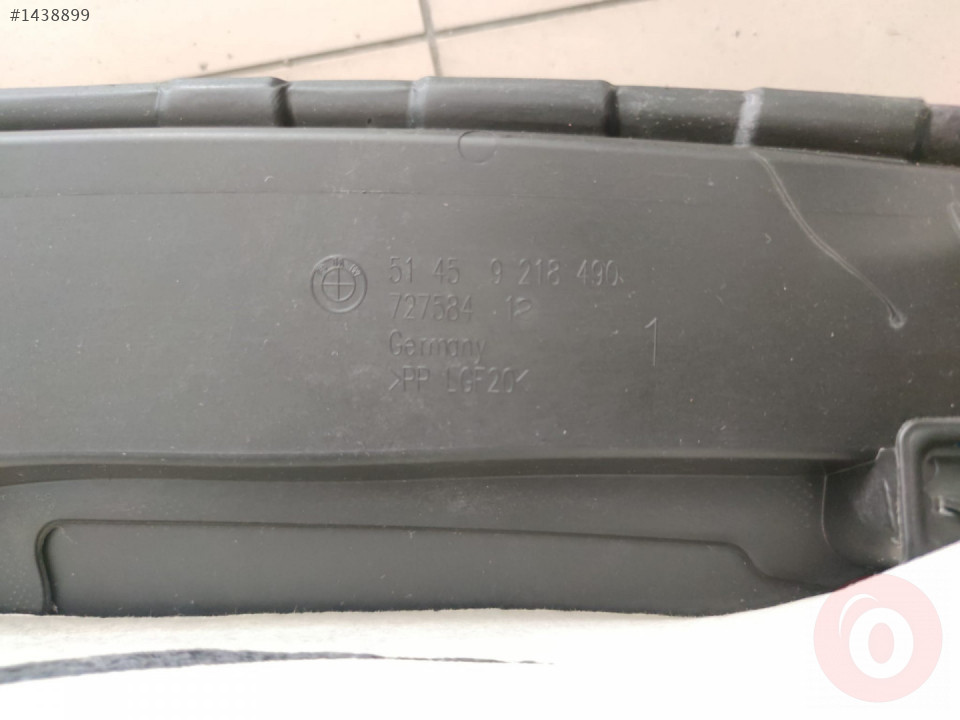 #1438899
51 45 9 218 490
727584 12
Germany
1
>PP LGF20<